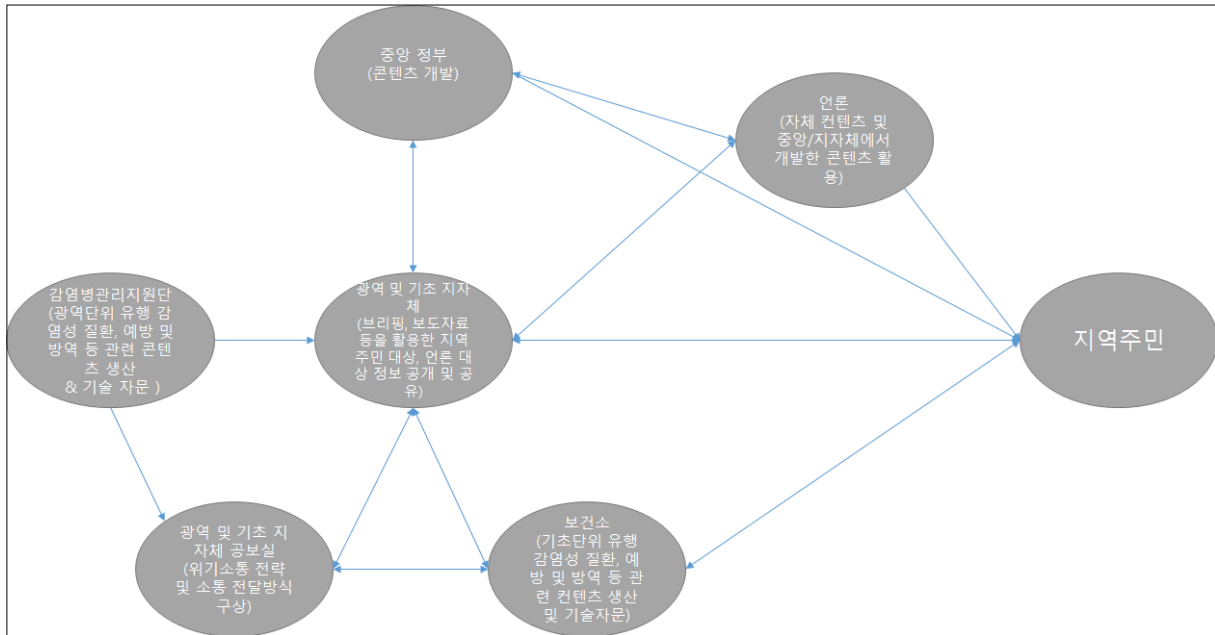 중앙 정부
(콘텐츠 개발)
언론
(자체 컨텐츠 및
중앙/지자체에서
개발한 콘텐츠 활
용)
감염병관리지원단
(광역단위 유행 감
염성 질환, 예방 및
방역 등 관련 콘텐
츠 생산
& 기술 자문 )
광역 및 기초 지자
체
(브리핑, 보도자료
등을 활용한 지역
주민 대상, 언론 대
상 정보 공개 및 공
유)
지역주민
광역 및 기초 지
자체 공보실
(위기소통 전략
및 소통 전달방식
구상)
보건소
(기초단위 유행
감염성 질환, 예
방 및 방역 등 관
련 컨텐츠 생산
및 기술자문)